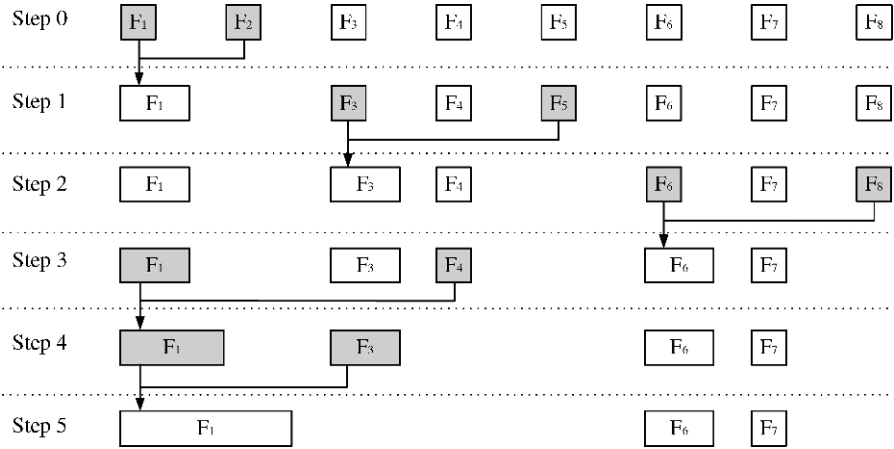 Step 0 F1 F2 F3 F4 F5 F6 F7 F8
Step 1 F1 F3 F4 F5 F6 F7 F8
Step 2 F1 F3 F4 F6 F7 F8
Step 3 F1 F3 F4 F6 F7
Step 4 F1 F3 F6 F7
Step 5 F1 F6 F7